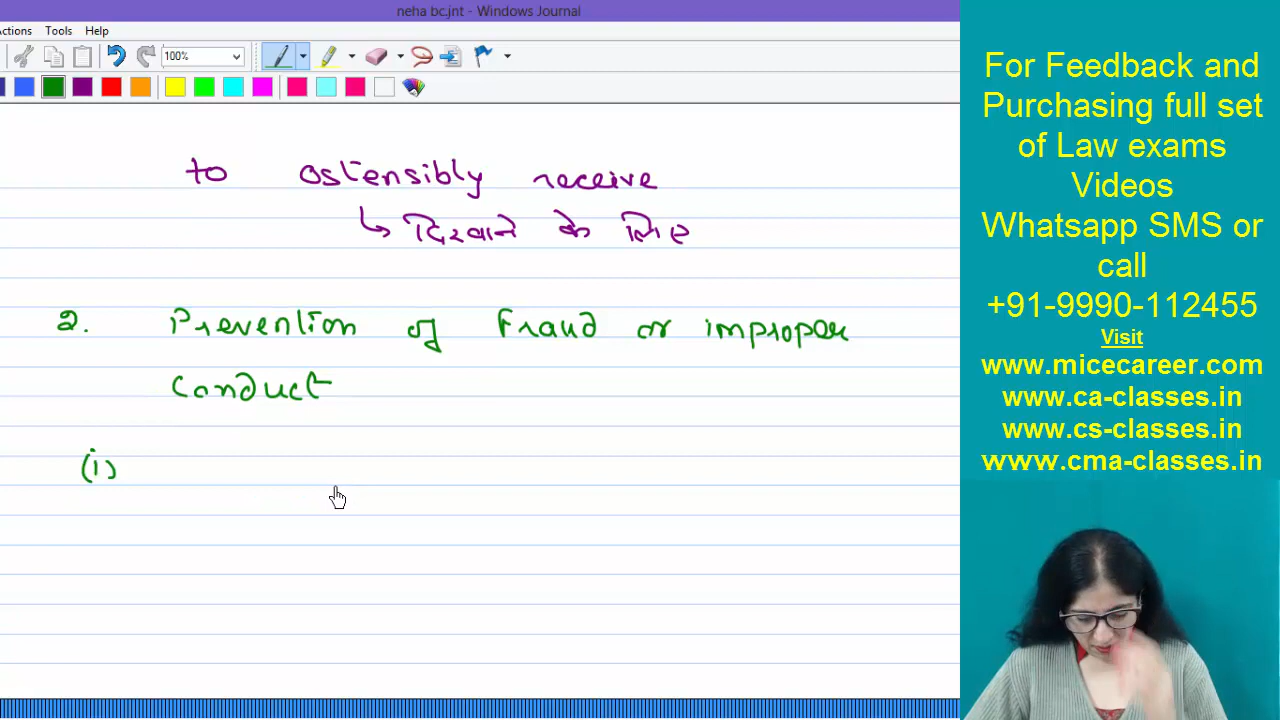 neha bc.jnt - Windows Journal
Actions Tools Help
100%
to ostensibly receive
↳ दिखाने के लिए
2. Prevention of Fraud or improper
Conduct
(i)
For Feedback and
Purchasing full set
of Law exams
Videos
Whatsapp SMS or
call
+91-9990-112455
Visit
www.micecareer.com
www.ca-classes.in
www.cs-classes.in
www.cma-classes.in